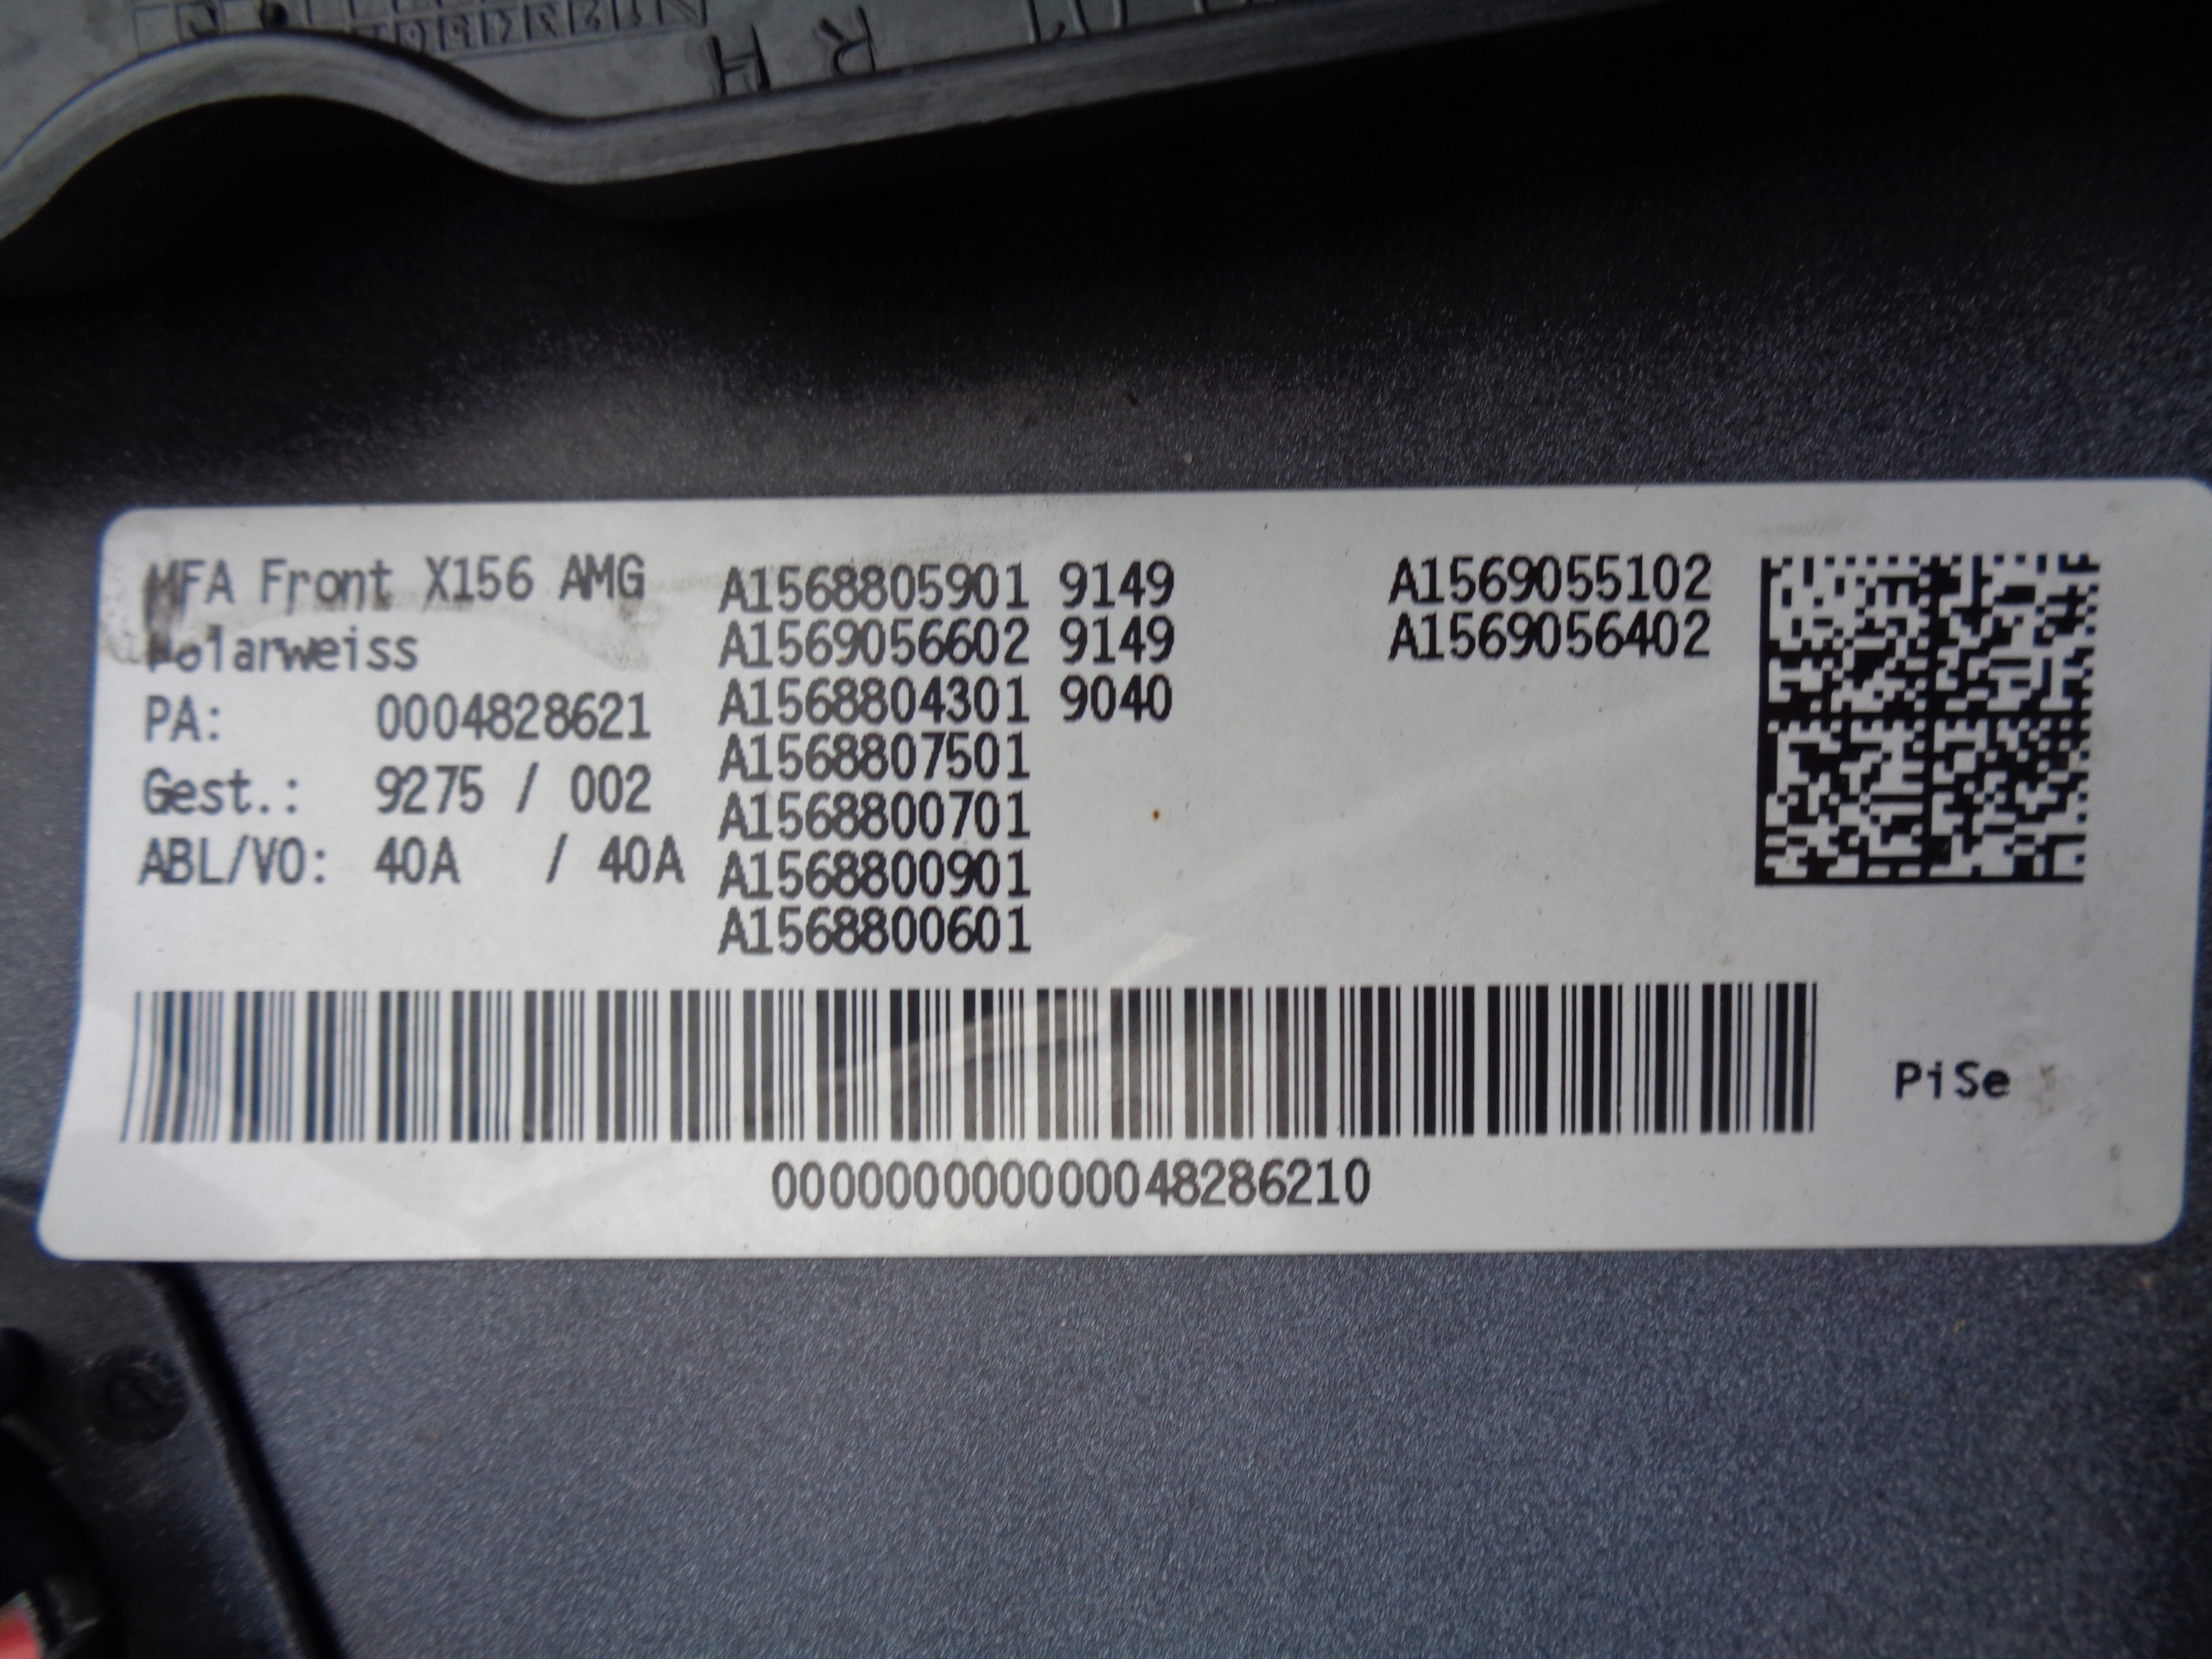 R H
MFA Front X156 AMG
Polarweiss
PA: 0004828621
Gest.: 9275 / 002
ABL/VO: 40A / 40A
A1568805901 9149
A1569056602 9149
A1568804301 9040
A1568807501
A1568800701
A1568800901
A1568800601
A1569055102
A1569056402
PiSe
000000000000048286210